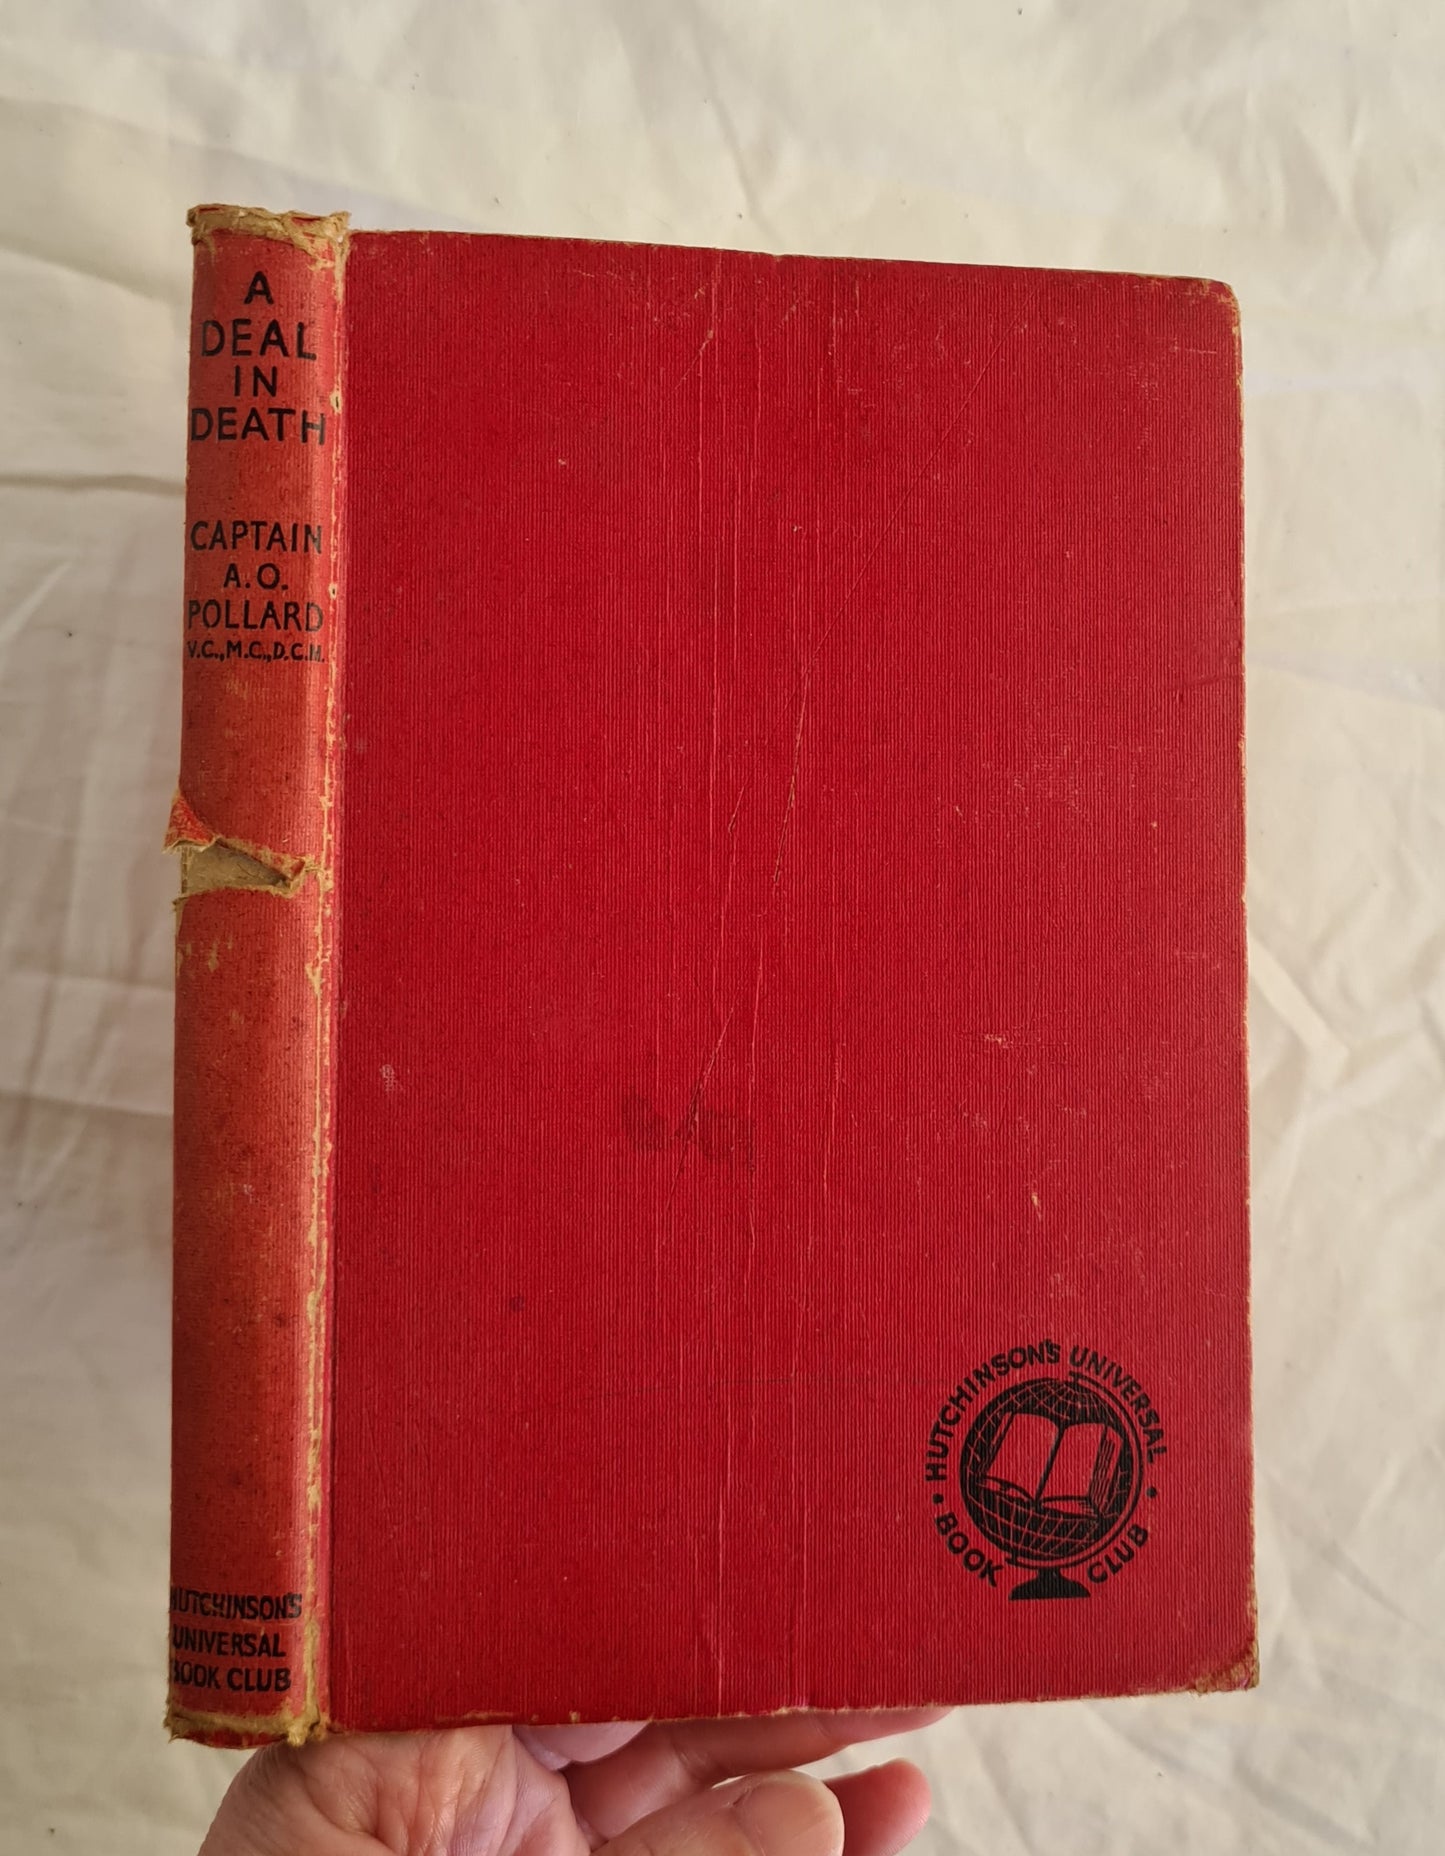 A
DEAL
IN
DEATH
CAPTAIN
A.O.
POLLARD
V.C.,M.C.,D.C.M.
HUTCHINSON'S
UNIVERSAL
BOOK CLUB
HUTCHINSON'S UNIVERSAL
• BOOK CLUB •